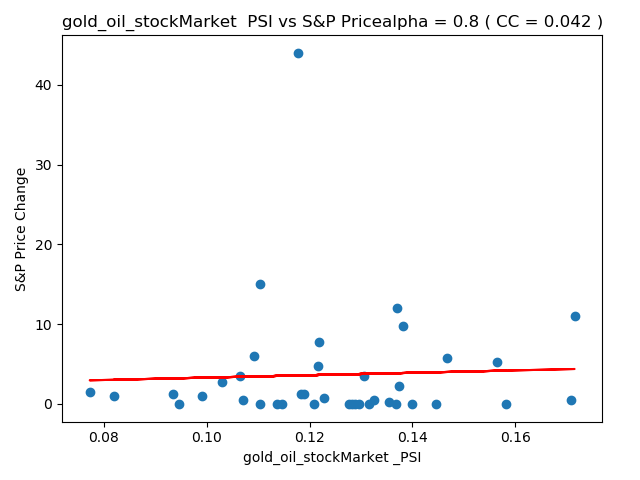 gold_oil_stockMarket  PSI vs S&P Pricealpha = 0.8 ( CC = 0.042 )
40
30
20
10
0
S&P Price Change
0.08 0.10 0.12 0.14 0.16
gold_oil_stockMarket _PSI